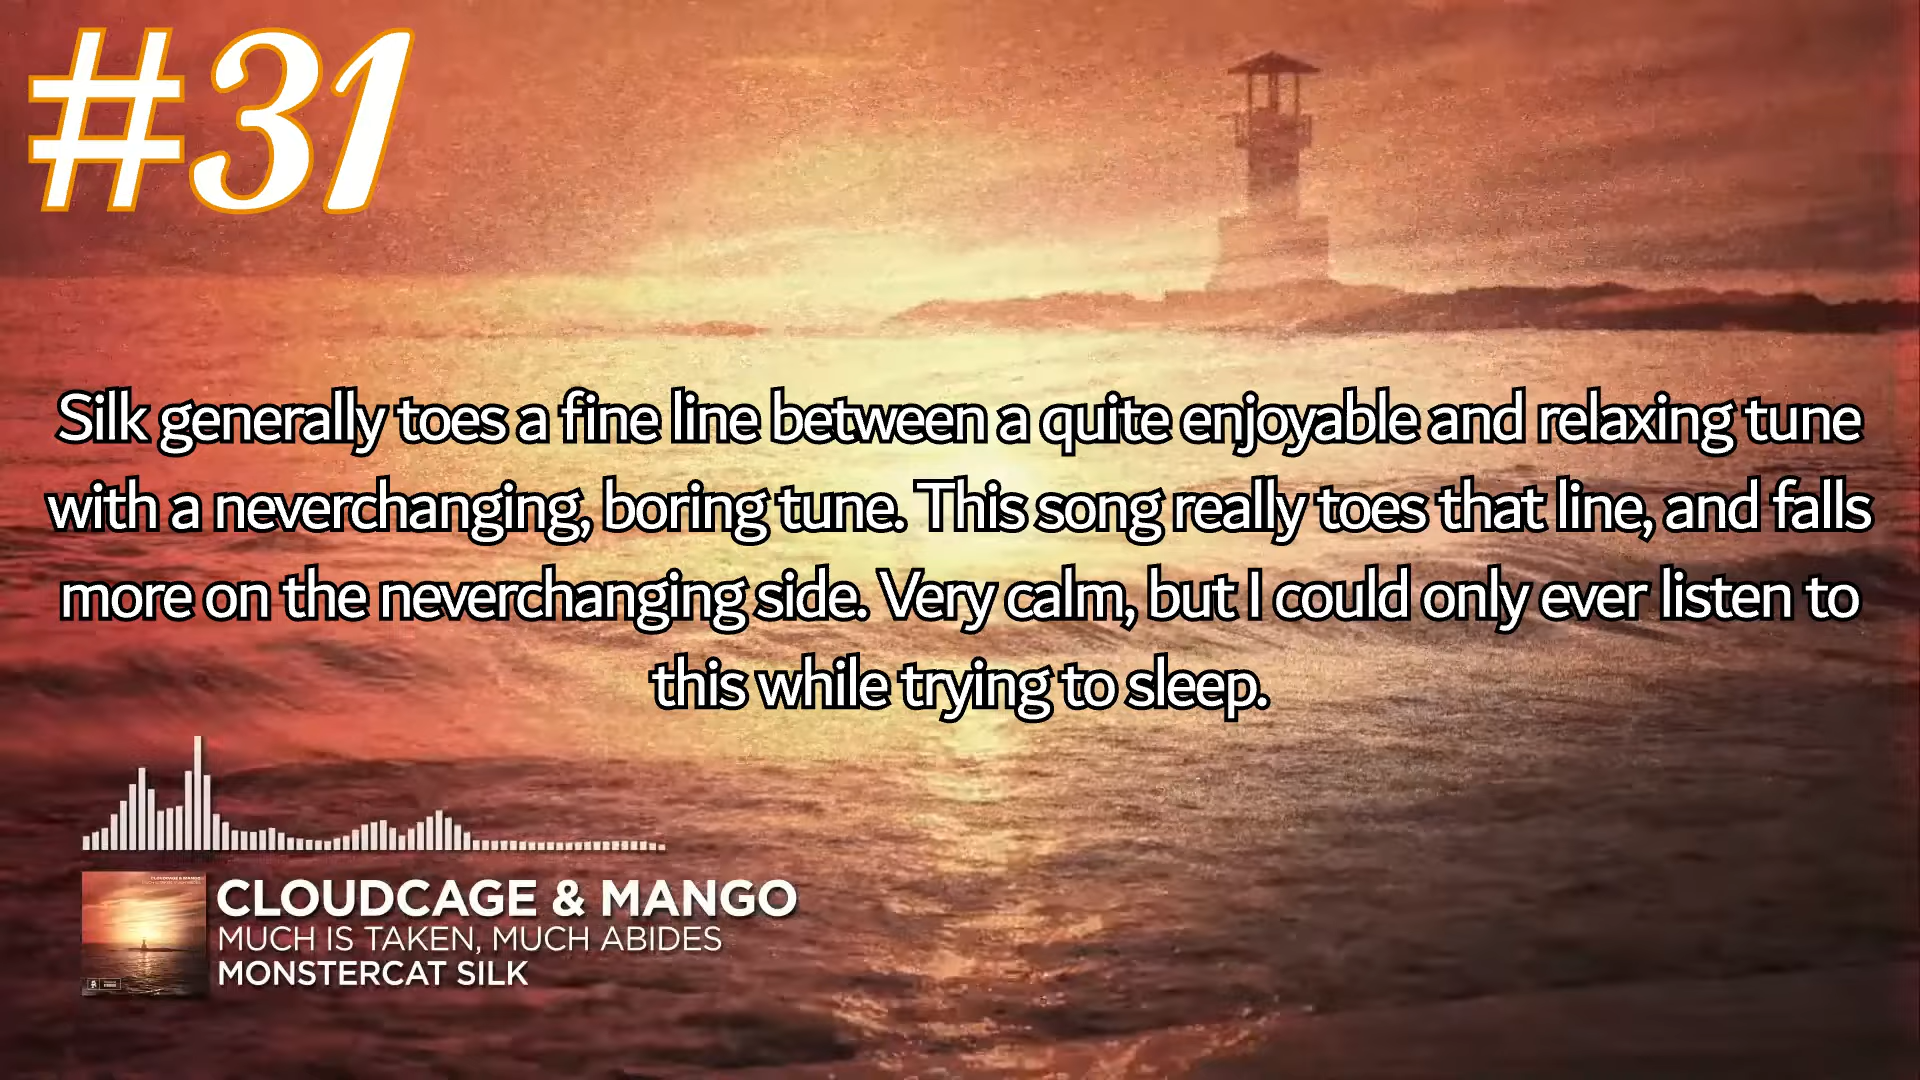 #31
Silk generally toes a fine line between a quite enjoyable and relaxing tune
with a neverchanging, boring tune. This song really toes that line, and falls
more on the neverchanging side. Very calm, but I could only ever listen to
this while trying to sleep.
CLOUDCAGE & MANGO
MUCH IS TAKEN, MUCH ABIDES
MONSTERCAT SILK